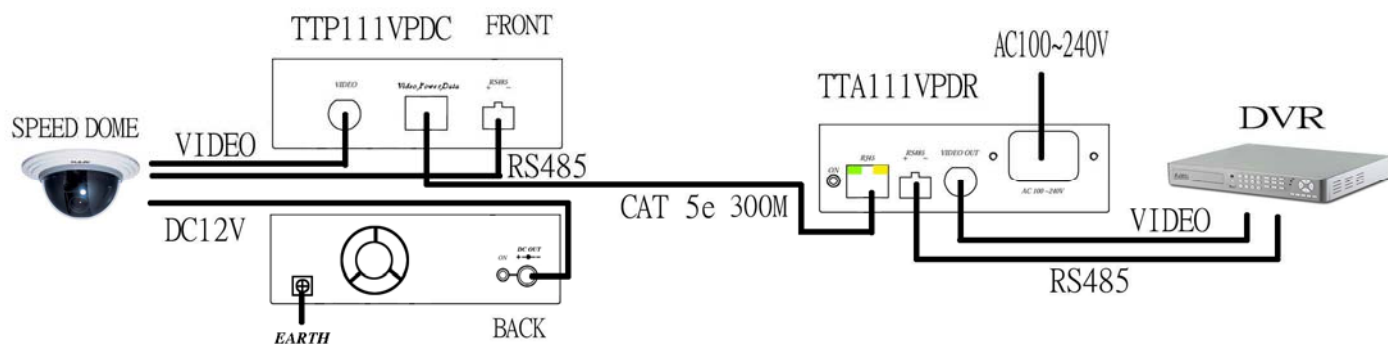 TTP111VPDC FRONT
VIDEO
Video,Power,Data
RS485
+ −
SPEED DOME
VIDEO
RS485
DC12V
CAT 5e 300M
ON
DC OUT
+ −
EARTH
BACK
AC100~240V
TTA111VPDR
ON
RJ45
RS485
+ −
VIDEO OUT
AC 100~240V
DVR
VIDEO
RS485